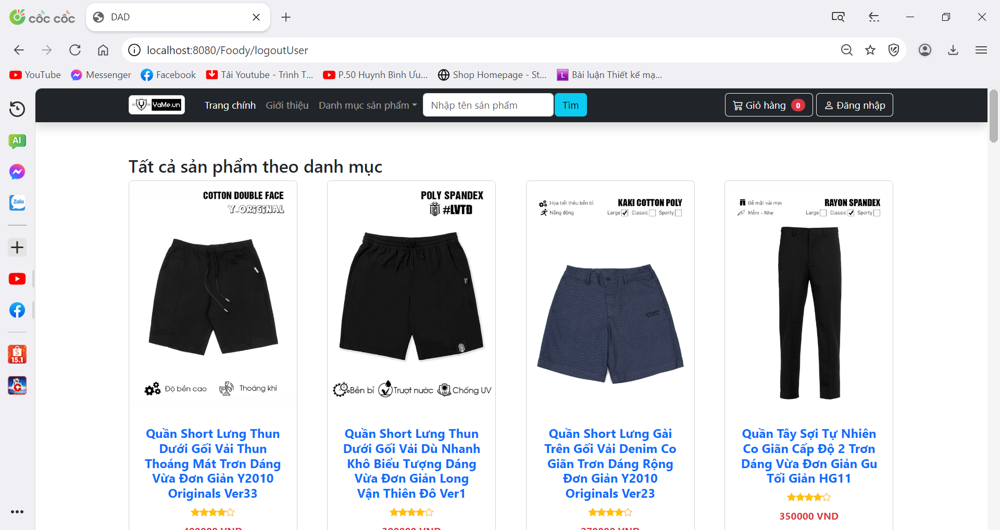 cốc cốc
DAD
localhost:8080/Foody/logoutUser
YouTube
Messenger
Facebook
Tải Youtube - Trình T...
P.50 Huynh Bình Ưu...
Shop Homepage - St...
L
Bài luận Thiết kế mạ...
AI
Zalo
S
15.1
YaMe.un
Trang chính
Giới thiệu
Danh mục sản phẩm
Nhập tên sản phẩm
Tìm
Giỏ hàng 0
Đăng nhập
Tất cả sản phẩm theo danh mục
COTTON DOUBLE FACE
Y_ORIGINAL
Độ bền cao
Thoáng khí
Quần Short Lưng Thun
Dưới Gối Vải Thun
Thoáng Mát Trơn Dáng
Vừa Đơn Giản Y2010
Originals Ver33
POLY SPANDEX
#LVTĐ
Bền bỉ
Trượt nước
UV
Chống UV
Quần Short Lưng Thun
Dưới Gối Vải Dù Nhanh
Khô Biểu Tượng Dáng
Vừa Đơn Giản Long
Vận Thiên Đô Ver1
Họa tiết thêu bền bỉ
Năng động
KAKI COTTON POLY
Large Classic Sporty
Quần Short Lưng Gài
Trên Gối Vải Denim Co
Giãn Trơn Dáng Rộng
Đơn Giản Y2010
Originals Ver23
Bề mặt vải mịn
Mềm - Nhẹ
RAYON SPANDEX
Large Classic Sporty
Quần Tây Sợi Tự Nhiên
Co Giãn Cấp Độ 2 Trơn
Dáng Vừa Đơn Giản Gu
Tối Giản HG11
350000 VND